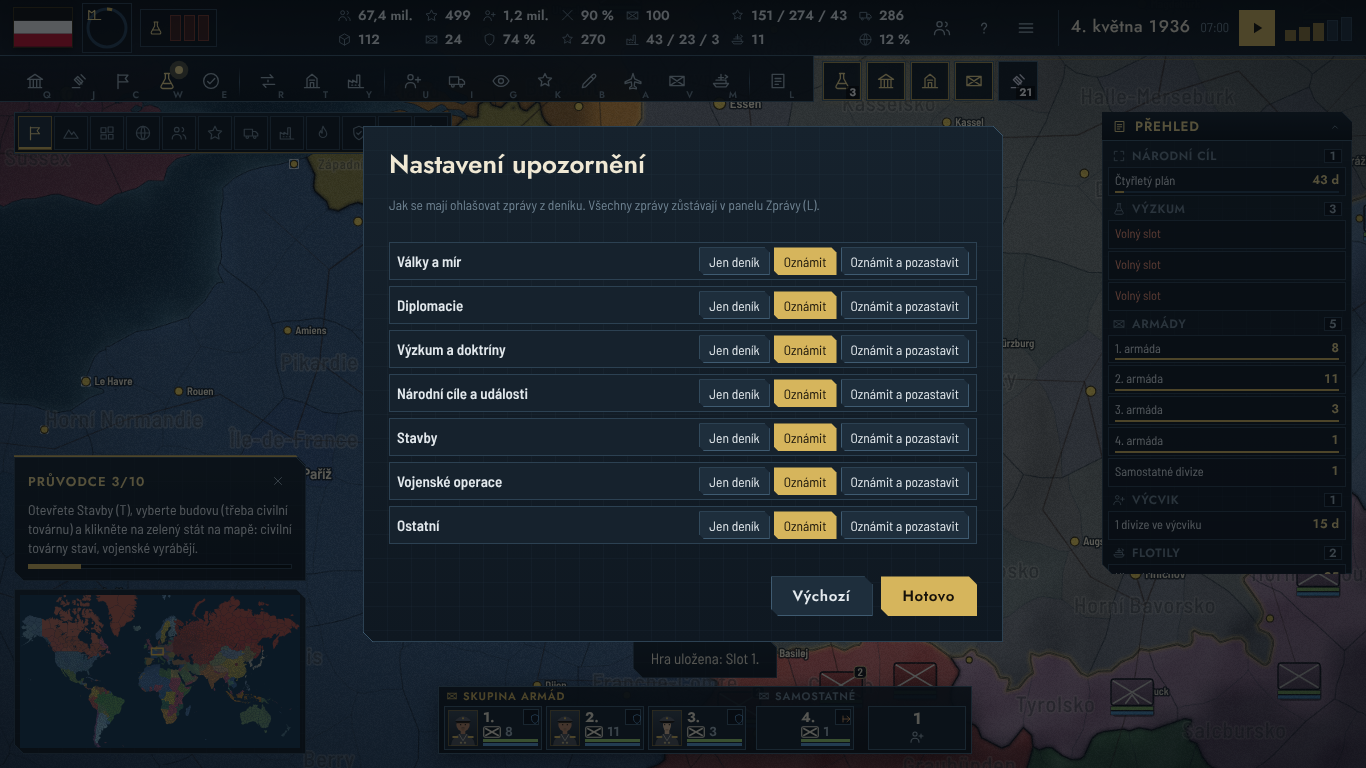 67,4 mil. 499 1,2 mil. 90 % 100 151 / 274 / 43 286
112 24 74 % 270 43 / 23 / 3 11 12 %
? 4. května 1936 07:00
Q J C W E R T Y U I G K B A V M L
3 21
Essen
Kasselsko
Kassel
Halle-Merseburk
Sussex
Západní
Nastavení upozornění
Jak se mají ohlašovat zprávy z deníku. Všechny zprávy zůstávají v panelu Zprávy (L).
Války a mír Jen deník Oznámit Oznámit a pozastavit
Diplomacie Jen deník Oznámit Oznámit a pozastavit
Výzkum a doktríny Jen deník Oznámit Oznámit a pozastavit
Národní cíle a události Jen deník Oznámit Oznámit a pozastavit
Stavby Jen deník Oznámit Oznámit a pozastavit
Vojenské operace Jen deník Oznámit Oznámit a pozastavit
Ostatní Jen deník Oznámit Oznámit a pozastavit
Výchozí Hotovo
PŘEHLED
NÁRODNÍ CÍL 1
Čtyřletý plán 43 d
VÝZKUM 3
Volný slot
Volný slot
Volný slot
ARMÁDY 5
1. armáda 8
2. armáda 11
3. armáda 3
4. armáda 1
Samostatné divize 1
VÝCVIK 1
1 divize ve výcviku 15 d
FLOTILY 2
Amiens
Pikardie
Le Havre
Rouen
Horní Normandie
Île-de-France
Paříž
PRŮVODCE 3/10
Otevřete Stavby (T), vyberte budovu (třeba civilní
továrnu) a klikněte na zelený stát na mapě: civilní
továrny staví, vojenské vyrábějí.
Mnichov
Horní Bavorsko
Basilej
Hra uložena: Slot 1.
Dijon
2
Tyrolsko
Salcbursko
Berry
SKUPINA ARMÁD SAMOSTATNÉ
1. 8 2. 11 3. 3 4. 1 1